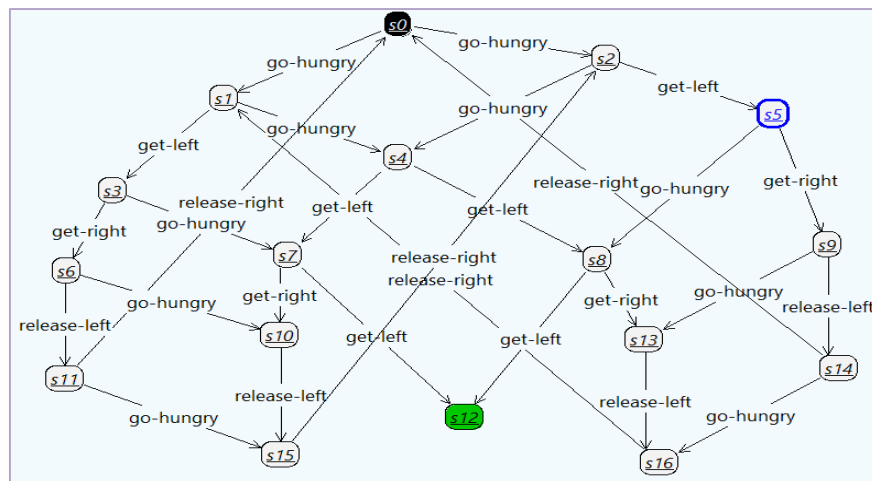 s0
go-hungry
s2
go-hungry
get-left
s1
go-hungry
s5
go-hungry
get-left
s4
release-right
get-right
s3
release-right
go-hungry
get-left
get-left
go-hungry
get-right
s7
s9
release-right
s8
s6
release-right
get-right
go-hungry
go-hungry
get-right
release-left
release-left
s10
get-left
get-left
s13
s14
s11
release-left
release-left
go-hungry
s12
go-hungry
s15
s16